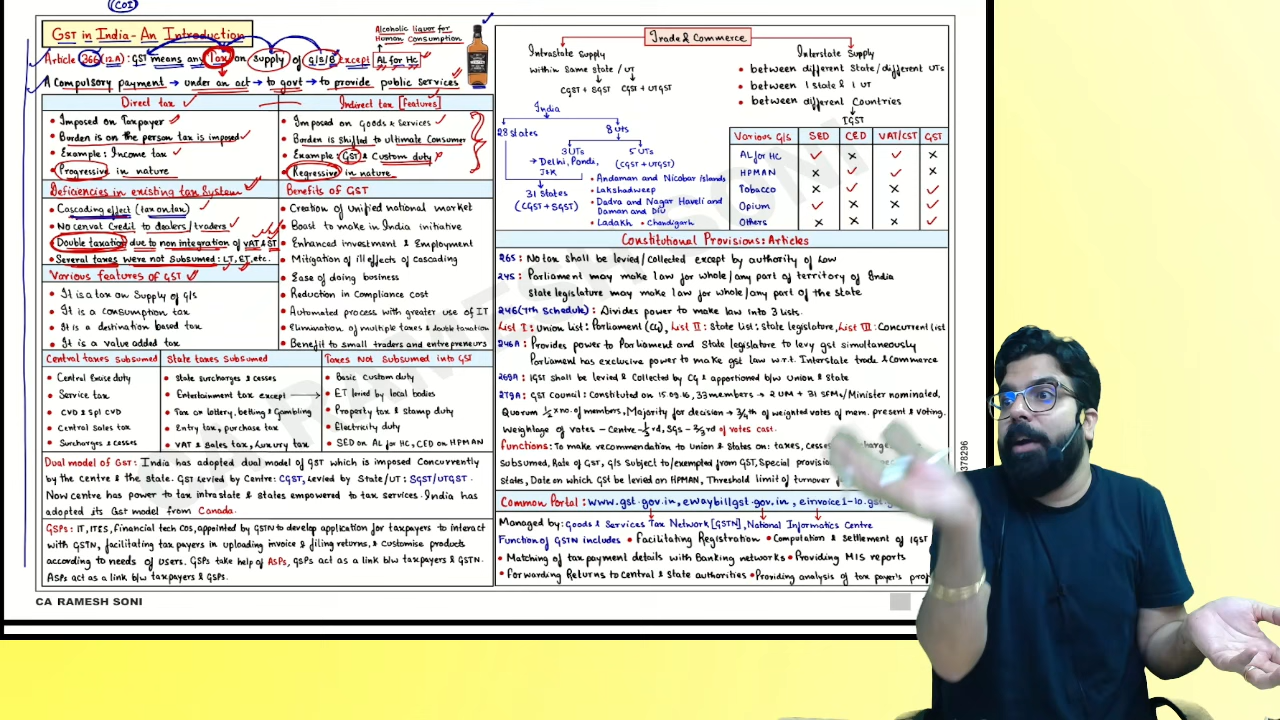 COI
GST in India- An Introduction
Alcoholic liquor for
Human Consumption
Article 366(12A): GST means any Tax on Supply of G/S/B except AL for HC
A Compulsory payment → under an act → to govt → to provide public services
Direct tax
• Imposed on Taxpayer
• Burden is on the person tax is imposed
• Example: Income tax
• Progressive in nature
Indirect tax [Features]
• Imposed on Goods & Services
• Burden is shifted to ultimate Consumer
• Example: GST & Custom duty
• Regressive in nature
Deficiencies in existing tax System
• Cascading effect (tax on tax)
• No cenvat Credit to dealers/traders
• Double taxation due to non integration of VAT & ST
• Several taxes were not Subsumed: LT, ET, etc.
Various features of GST
• It is a tax on Supply of G/s
• It is a consumption tax
• It is a destination based tax
• It is a value added tax
Benefits of GST
• Creation of Unified national market
• Boost to make in India initiative
• Enhanced investment & Employment
• Mitigation of ill effects of cascading
• Ease of doing business
• Reduction in Compliance cost
• Automated process with greater use of IT
• Elimination of multiple taxes & double taxation
• Benefit to small traders and entrepreneurs
Central taxes subsumed
• Central Excise duty
• Service tax
• CVD & Spl CVD
• Central Sales tax
• Surcharges & cesses
State taxes Subsumed
• State surcharges & cesses
• Entertainment tax except →
• Tax on lottery, betting & Gambling
• Entry tax, purchase tax
• VAT & Sales tax, Luxury tax
Taxes Not subsumed into GST
• Basic custom duty
• ET levied by local bodies
• Property tax & stamp duty
• Electricity duty
• SED on AL for HC, CED on HPMAN
Dual model of GST: India has adopted dual model of GST which is imposed Concurrently
by the centre & the state. GST levied by Centre: CGST, levied by State/UT: SGST/UTGST.
Now centre has power to tax intrastate & states empowered to tax services. India has
adopted its Gst model from Canada.
GSPs: IT, ITES, financial tech cos, appointed by GSTN to develop application for taxpayers to interact
with GSTN, facilitating tax payers in uploading invoice & filing returns, & customise products
according to needs of users. GSPs take help of ASPs, GSPs act as a link b/w taxpayers & GSTN.
ASPs act as a link b/w taxpayers & GSPs.
CA RAMESH SONI
Trade & Commerce
Intrastate Supply
within Same state / UT
CGST + SGST CGST + UTGST
Interstate Supply
• between different State/different UTs
• between 1 State & 1 UT
• between different Countries
IGST
India
28 States 8 UTs
3 UTs 5 UTs
→ Delhi, Pondi, J&K
(CGST+UTGST)
31 States
(CGST+SGST)
• Andaman and Nicobar islands
• Lakshadweep
• Dadra and Nagar Haveli and
Daman and Diu
• Ladakh • Chandigarh
Various G/s SED CED VAT/CST GST
AL for HC ✓ × ✓ ×
HPMAN × ✓ ✓ ×
Tobacco × ✓ × ✓
Opium ✓ × × ✓
Others × × × ✓
Constitutional Provisions: Articles
265: No tax shall be levied/collected except by authority of Law
245: Parliament may make law for whole/any part of territory of India
State legislature may make law for whole/any part of the state
246(7th Schedule): Divides power to make law into 3 lists.
List I: Union List: Parliament(CG), List II: State List: State legislature, List III: Concurrent list
246A: Provides power to Parliament and State legislature to levy gst simultaneously
Parliament has exclusive power to make gst law w.r.t. Interstate trade & Commerce
269A: IGST shall be levied & Collected by CG & apportioned b/w Union & State
279A: GST Council: Constituted on 15.09.16, 33 members → 2 UM + 31 SFMs/Minister nominated,
Quorum 1/2 × no. of members, Majority for decision → 3/4th of weighted votes of mem. present & voting.
Weightage of votes - Centre-1/3rd, SGs - 2/3rd of votes cast.
Functions: To make recommendation to Union & States on: taxes,
Subsumed, Rate of GST, G/s Subject to/exempted from GST, Special
states, Date on which GST be levied on HPMAN, Threshold limit of turnover
Common Portal: www.gst.gov.in, ewaybillgst.gov.in,
Managed by: Goods & Services Tax Network [GSTN], National Informatics Centre
Function of GSTN includes • Facilitating Registration • Computation & Settlement of IGST
• Matching of tax payment details with Banking networks • Providing MIS reports
• Forwarding Returns to Central & State authorities • Providing analysis of tax payer's
378296